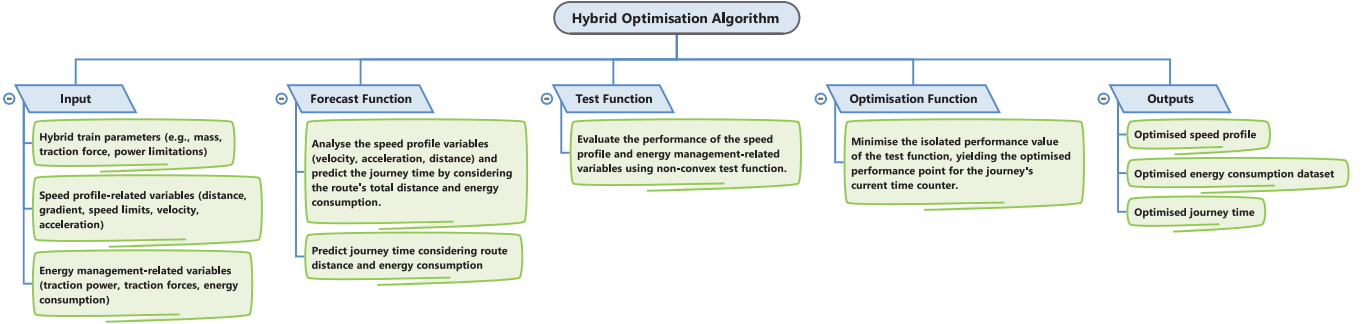 Hybrid Optimisation Algorithm
Input
Hybrid train parameters (e.g., mass,
traction force, power limitations)
Speed profile-related variables (distance,
gradient, speed limits, velocity,
acceleration)
Energy management-related variables
(traction power, traction forces, energy
consumption)
Forecast Function
Analyse the speed profile variables
(velocity, acceleration, distance) and
predict the journey time by considering
the route's total distance and energy
consumption.
Predict journey time considering route
distance and energy consumption
Test Function
Evaluate the performance of the speed
profile and energy management-related
variables using non-convex test function.
Optimisation Function
Minimise the isolated performance value
of the test function, yielding the optimised
performance point for the journey's
current time counter.
Outputs
Optimised speed profile
Optimised energy consumption dataset
Optimised journey time